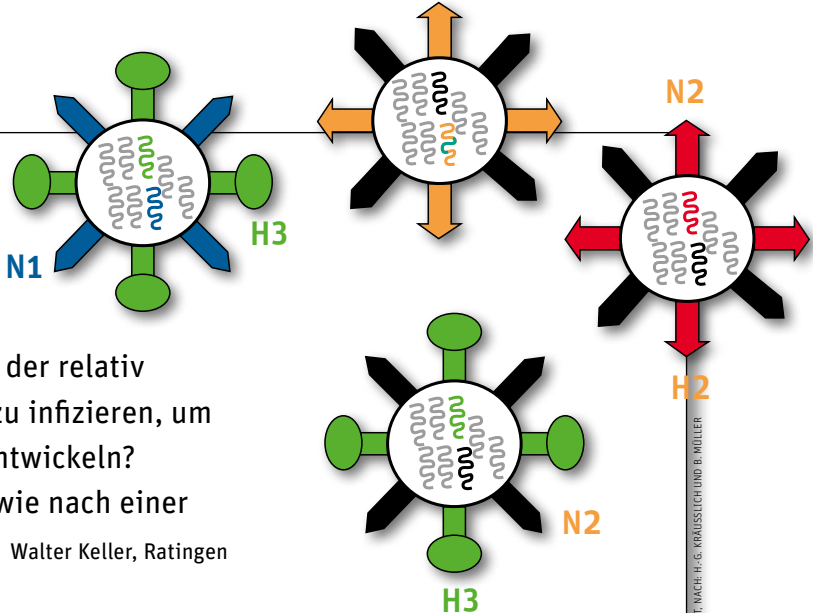 N2
H3
N1
H2
der relativ
zu infizieren, um
ntwickeln?
wie nach einer
Walter Keller, Ratingen
N2
H3
T, NACH: H.-G. KRÄUSSLICH UND B. MÜLLER